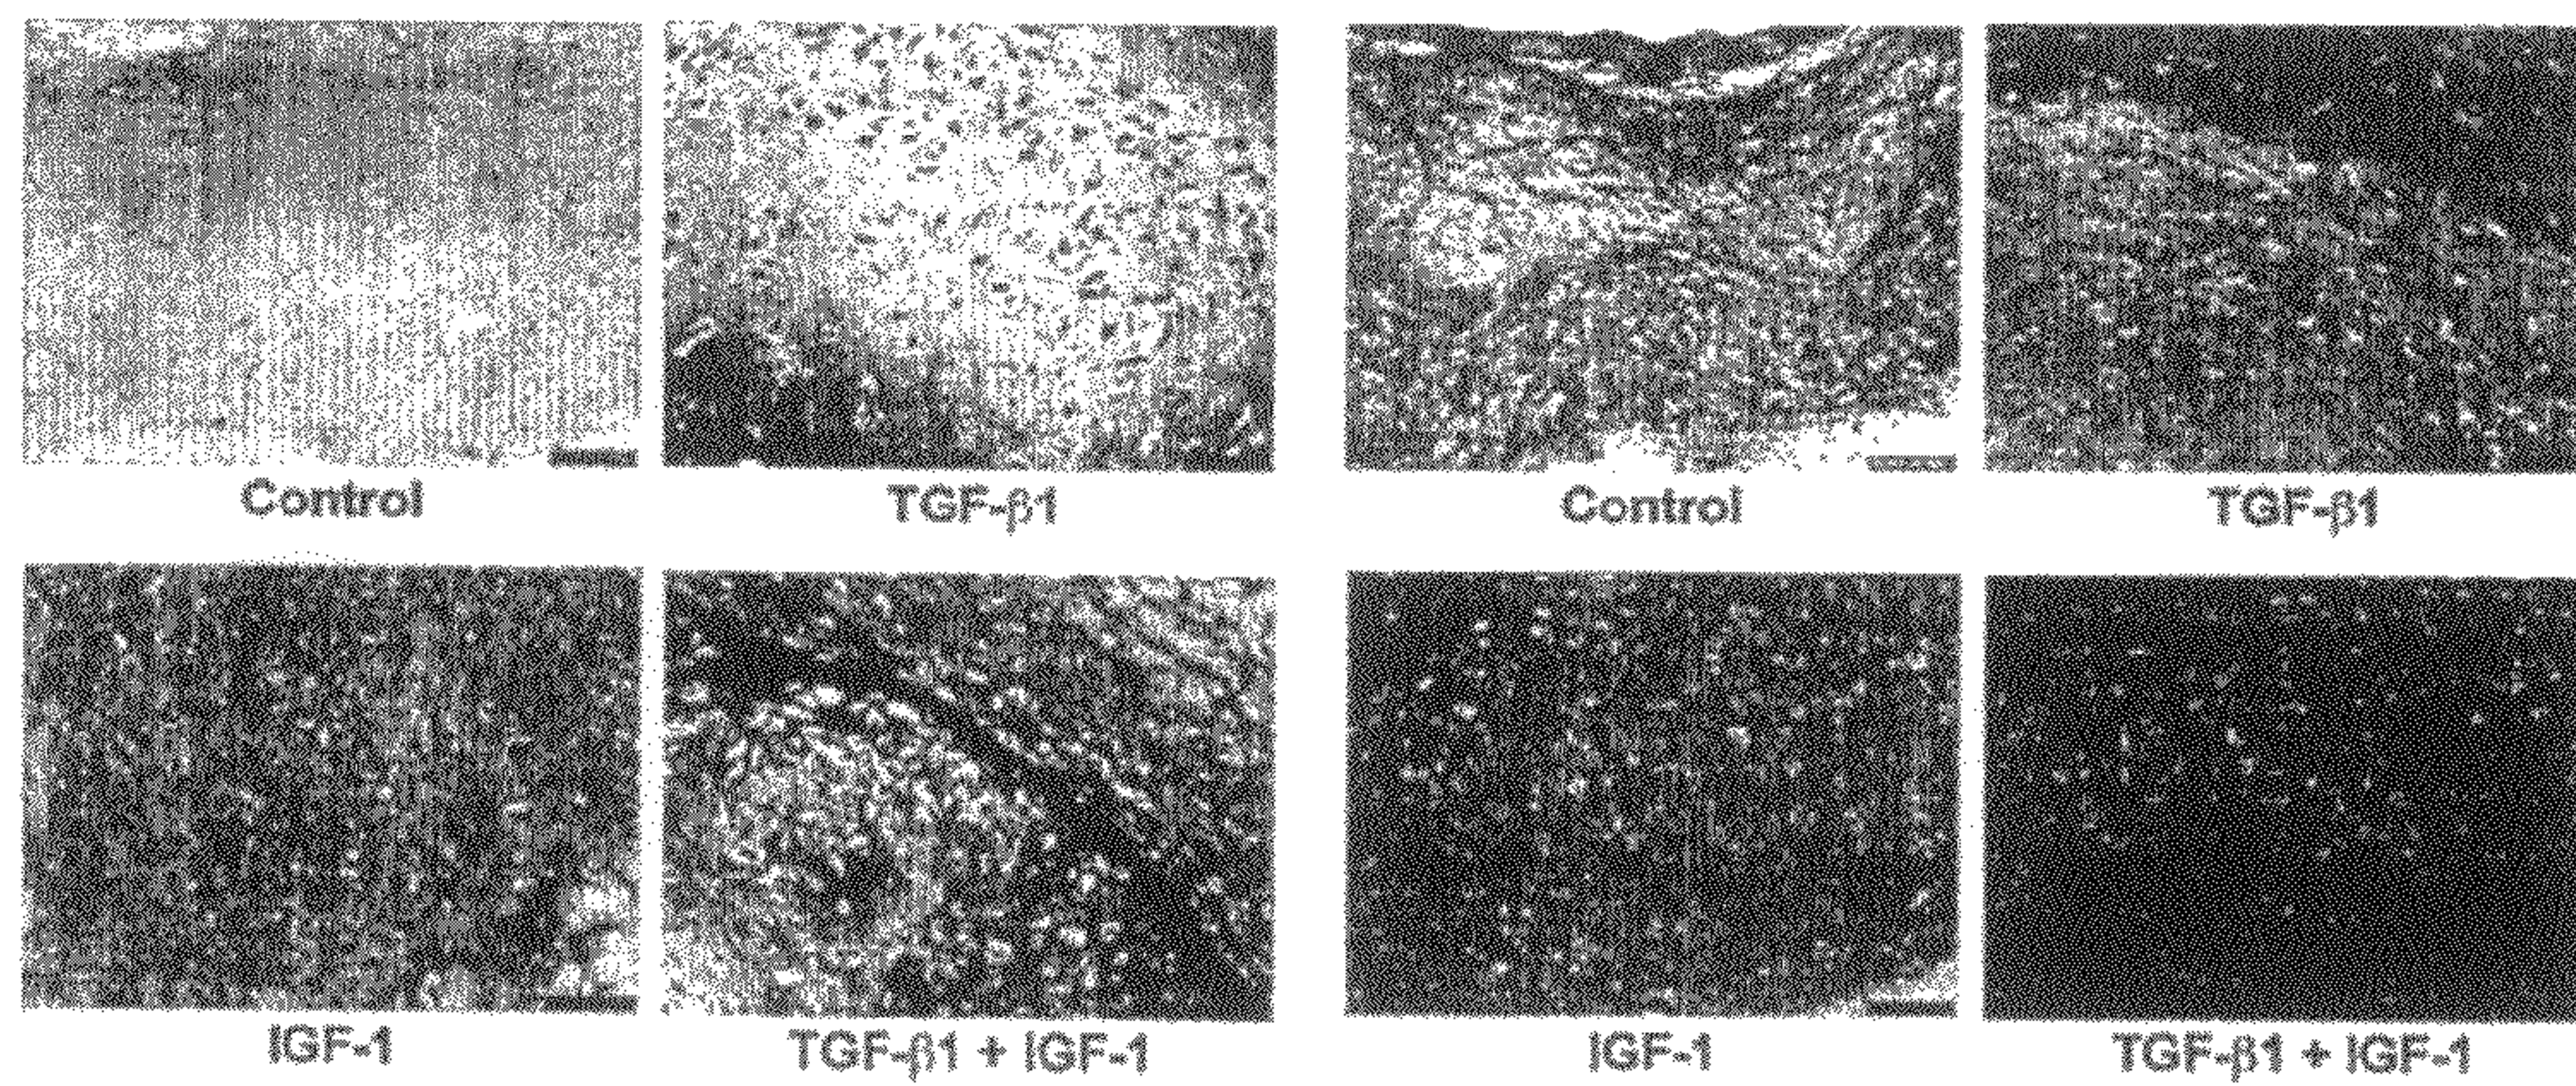 Control TGF-β1 Control TGF-β1
IGF-1 TGF-β1 + IGF-1 IGF-1 TGF-β1 + IGF-1